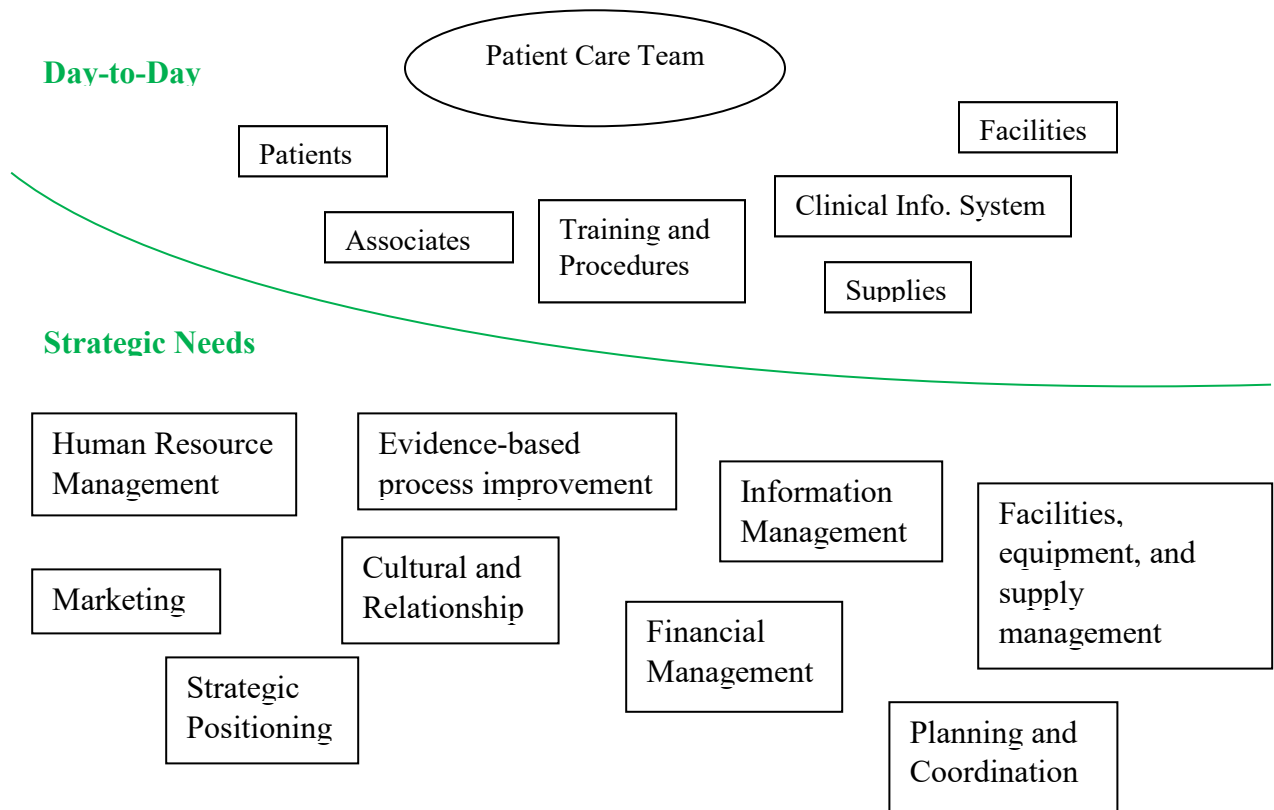 Patient Care Team
Day-to-Day
Facilities
Patients
Clinical Info. System
Associates
Training and
Procedures
Supplies
Strategic Needs
Human Resource
Management
Evidence-based
process improvement
Information
Management
Facilities,
equipment, and
supply
management
Marketing
Cultural and
Relationship
Financial
Management
Strategic
Positioning
Planning and
Coordination